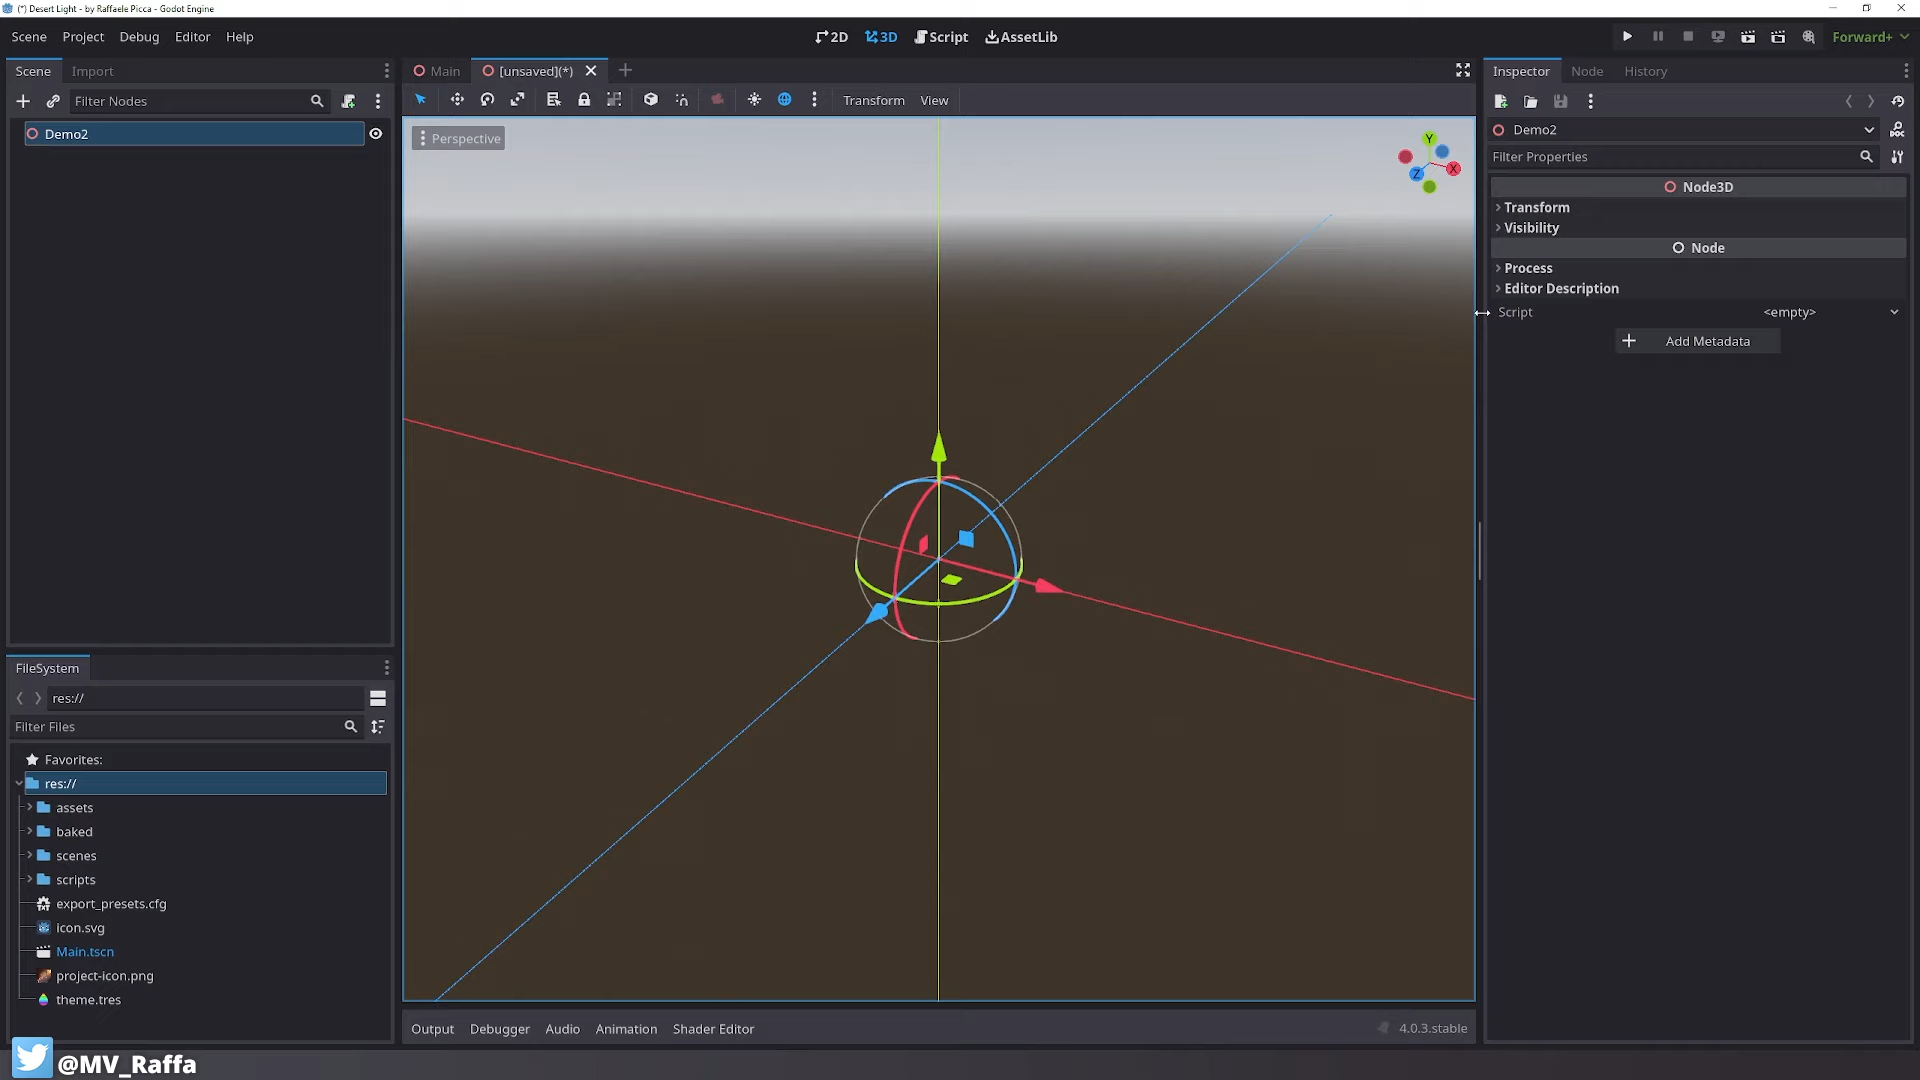 (*) Desert Light - by Raffaele Picca - Godot Engine
Scene Project Debug Editor Help
2D 3D Script AssetLib
Forward+
Scene Import
Filter Nodes
Demo2
Main [unsaved](*)
Transform View
Perspective
Y
X
Z
Inspector Node History
Demo2
DOC
Filter Properties
Node3D
Transform
Visibility
Node
Process
Editor Description
Script <empty>
Add Metadata
FileSystem
res://
Filter Files
Favorites:
res://
assets
baked
scenes
scripts
export_presets.cfg
icon.svg
Main.tscn
project-icon.png
theme.tres
Output Debugger Audio Animation Shader Editor
4.0.3.stable
@MV_Raffa